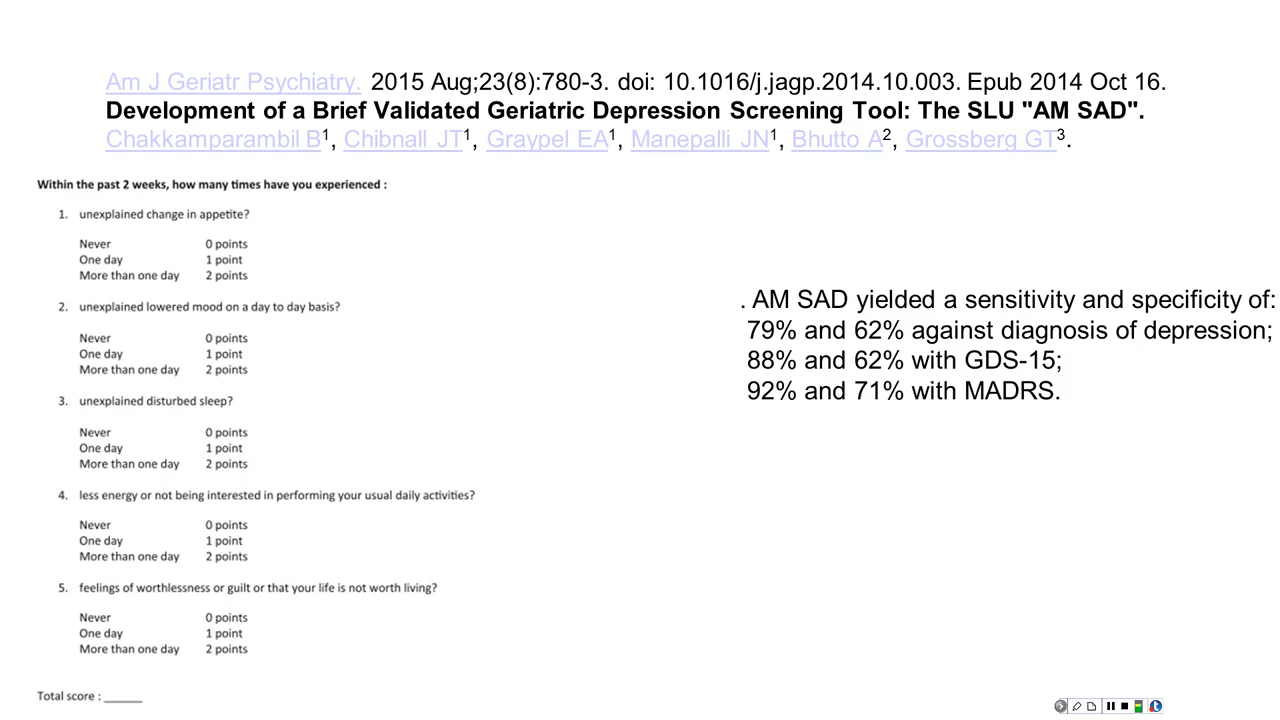 Am J Geriatr Psychiatry. 2015 Aug;23(8):780-3. doi: 10.1016/j.jagp.2014.10.003. Epub 2014 Oct 16.
Development of a Brief Validated Geriatric Depression Screening Tool: The SLU "AM SAD".
Chakkamparambil B1, Chibnall JT1, Graypel EA1, Manepalli JN1, Bhutto A2, Grossberg GT3.
Within the past 2 weeks, how many times have you experienced :
1. unexplained change in appetite?
Never 0 points
One day 1 point
More than one day 2 points
2. unexplained lowered mood on a day to day basis?
Never 0 points
One day 1 point
More than one day 2 points
3. unexplained disturbed sleep?
Never 0 points
One day 1 point
More than one day 2 points
4. less energy or not being interested in performing your usual daily activities?
Never 0 points
One day 1 point
More than one day 2 points
5. feelings of worthlessness or guilt or that your life is not worth living?
Never 0 points
One day 1 point
More than one day 2 points
Total score : ______
. AM SAD yielded a sensitivity and specificity of:
79% and 62% against diagnosis of depression;
88% and 62% with GDS-15;
92% and 71% with MADRS.